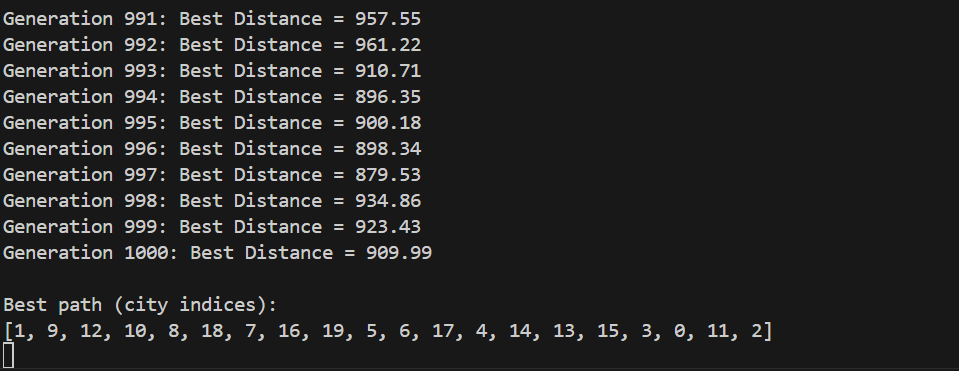 Generation 991: Best Distance = 957.55
Generation 992: Best Distance = 961.22
Generation 993: Best Distance = 910.71
Generation 994: Best Distance = 896.35
Generation 995: Best Distance = 900.18
Generation 996: Best Distance = 898.34
Generation 997: Best Distance = 879.53
Generation 998: Best Distance = 934.86
Generation 999: Best Distance = 923.43
Generation 1000: Best Distance = 909.99
Best path (city indices):
[1, 9, 12, 10, 8, 18, 7, 16, 19, 5, 6, 17, 4, 14, 13, 15, 3, 0, 11, 2]